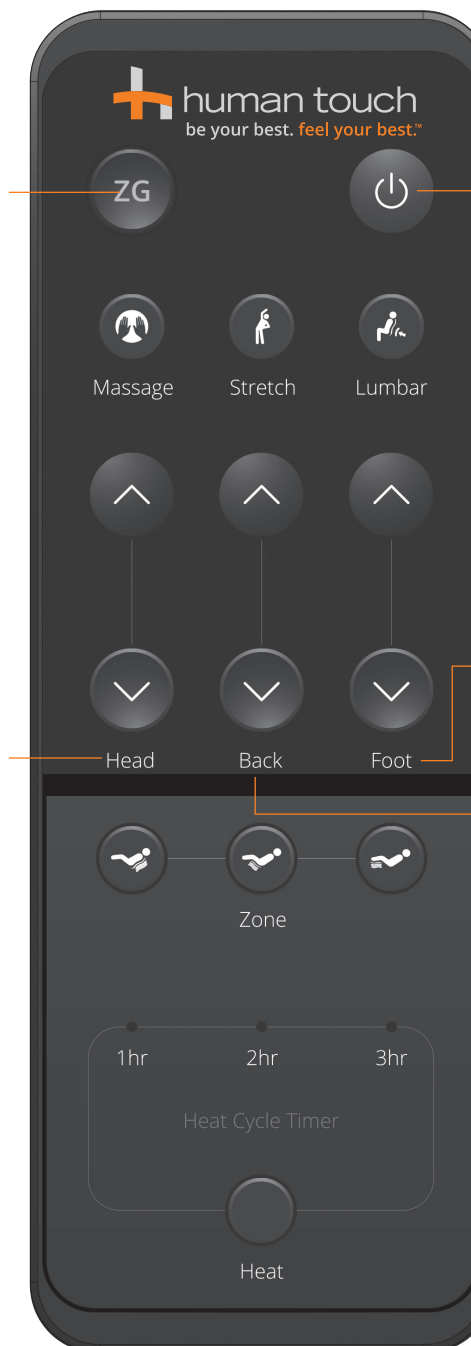 human touch
be your best. feel your best.™
ZG
Massage Stretch Lumbar
Head Back Foot
Zone
1hr 2hr 3hr
Heat Cycle Timer
Heat